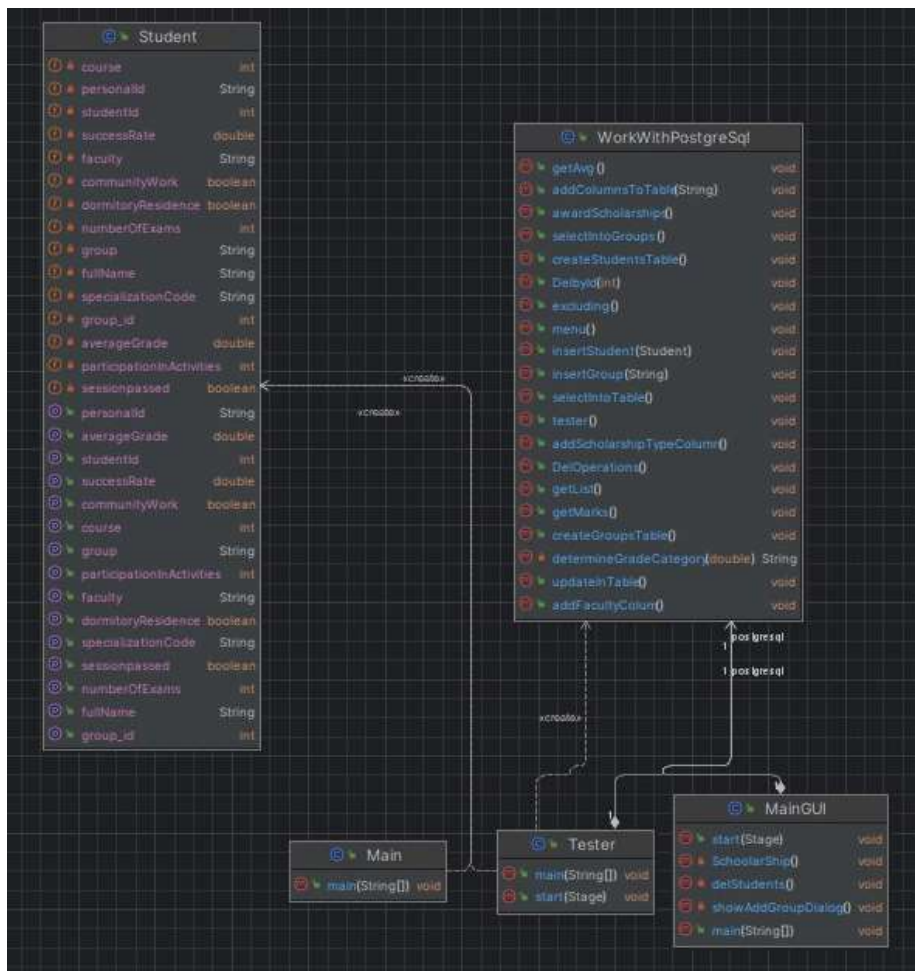 Student
course int
personalId String
studentId int
successRate double
faculty String
communityWork boolean
dormitoryResidence boolean
numberOfExams int
group String
fullName String
specializationCode String
group_id int
averageGrade double
participationInActivities int
sessionpassed boolean
personalId String
averageGrade double
studentId int
successRate double
communityWork boolean
course int
group String
participationInActivities int
faculty String
dormitoryResidence boolean
specializationCode String
sessionpassed boolean
numberOfExams int
fullName String
group_id int
«create»
«create»
WorkWithPostgreSql
getAvg () void
addColumnsToTable(String) void
awardScholarships() void
selectIntoGroups () void
createStudentsTable() void
DelbyId(int) void
excluding() void
menu() void
insertStudent(Student) void
insertGroup(String) void
selectIntoTable() void
tester() void
addScholarshipTypeColumn() void
DelOperations() void
getList() void
getMarks() void
createGroupsTable() void
determineGradeCategory(double) String
updateInTable() void
addFacultyColum() void
1 postgresql
1 postgresql
«create»
Main
main(String[]) void
1
Tester
main(String[]) void
start(Stage) void
1
MainGUI
start(Stage) void
SchoolarShip() void
delStudents() void
showAddGroupDialog() void
main(String[]) void